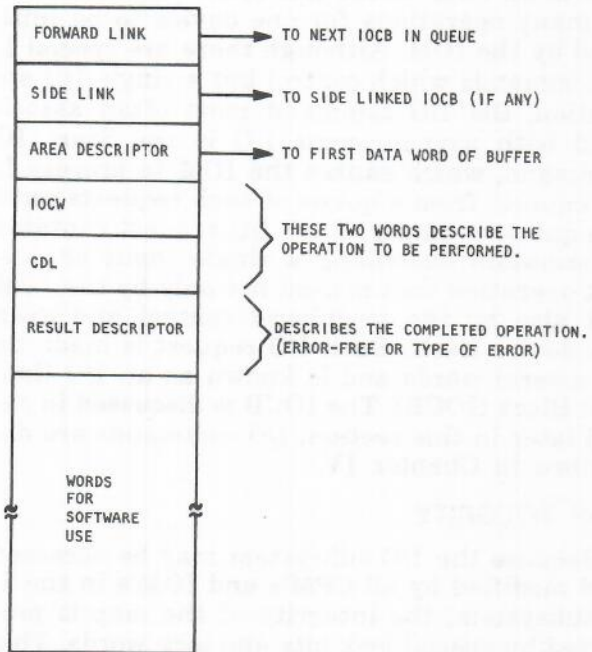 FORWARD LINK
TO NEXT IOCB IN QUEUE
SIDE LINK
TO SIDE LINKED IOCB (IF ANY)
AREA DESCRIPTOR
TO FIRST DATA WORD OF BUFFER
IOCW
CDL
THESE TWO WORDS DESCRIBE THE
OPERATION TO BE PERFORMED.
RESULT DESCRIPTOR
DESCRIBES THE COMPLETED OPERATION.
(ERROR-FREE OR TYPE OF ERROR)
WORDS
FOR
SOFTWARE
USE